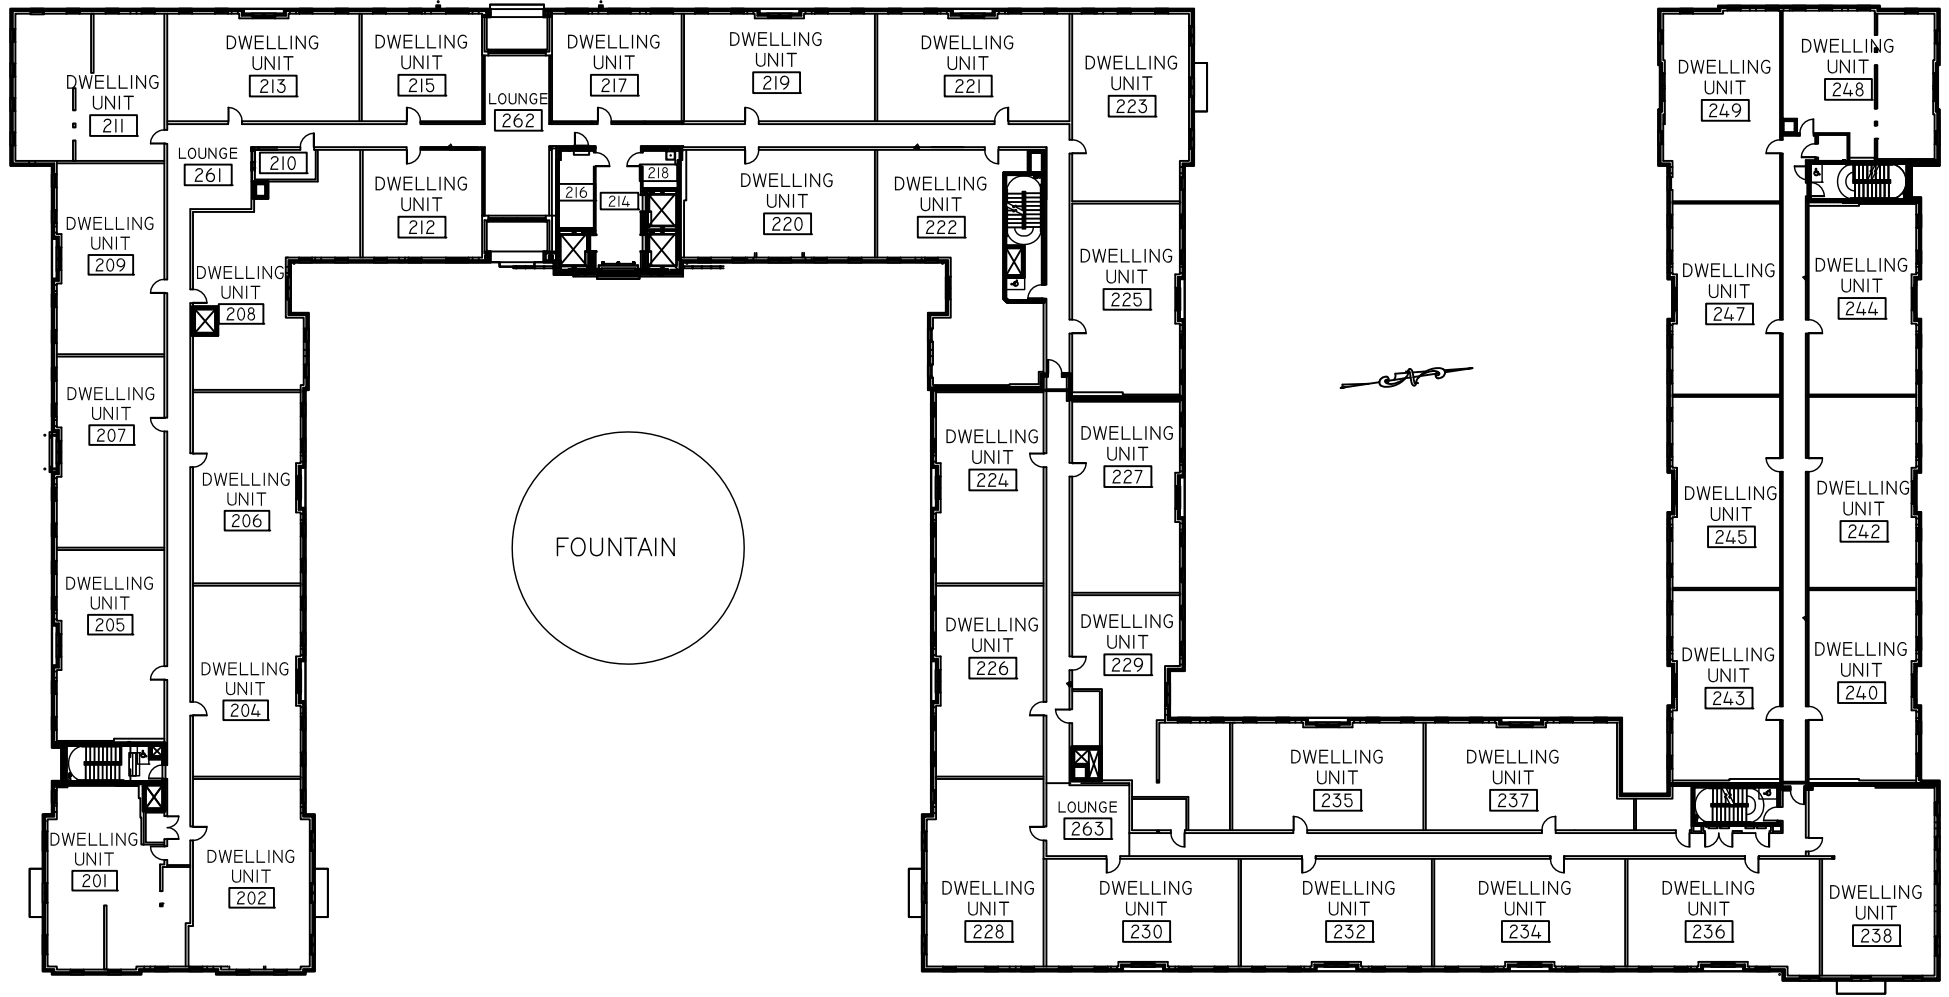 DWELLING
UNIT
211
DWELLING
UNIT
213
DWELLING
UNIT
215
LOUNGE
262
DWELLING
UNIT
217
DWELLING
UNIT
219
DWELLING
UNIT
221
DWELLING
UNIT
223
DWELLING
UNIT
249
DWELLING
UNIT
248
LOUNGE
261
210
DWELLING
UNIT
212
216
214
218
DWELLING
UNIT
220
DWELLING
UNIT
222
DWELLING
UNIT
209
DWELLING
UNIT
208
DWELLING
UNIT
225
DWELLING
UNIT
247
DWELLING
UNIT
244
DWELLING
UNIT
207
DWELLING
UNIT
206
DWELLING
UNIT
224
DWELLING
UNIT
227
DWELLING
UNIT
245
DWELLING
UNIT
242
FOUNTAIN
DWELLING
UNIT
205
DWELLING
UNIT
204
DWELLING
UNIT
226
DWELLING
UNIT
229
DWELLING
UNIT
243
DWELLING
UNIT
240
DWELLING
UNIT
235
DWELLING
UNIT
237
LOUNGE
263
DWELLING
UNIT
201
DWELLING
UNIT
202
DWELLING
UNIT
228
DWELLING
UNIT
230
DWELLING
UNIT
232
DWELLING
UNIT
234
DWELLING
UNIT
236
DWELLING
UNIT
238